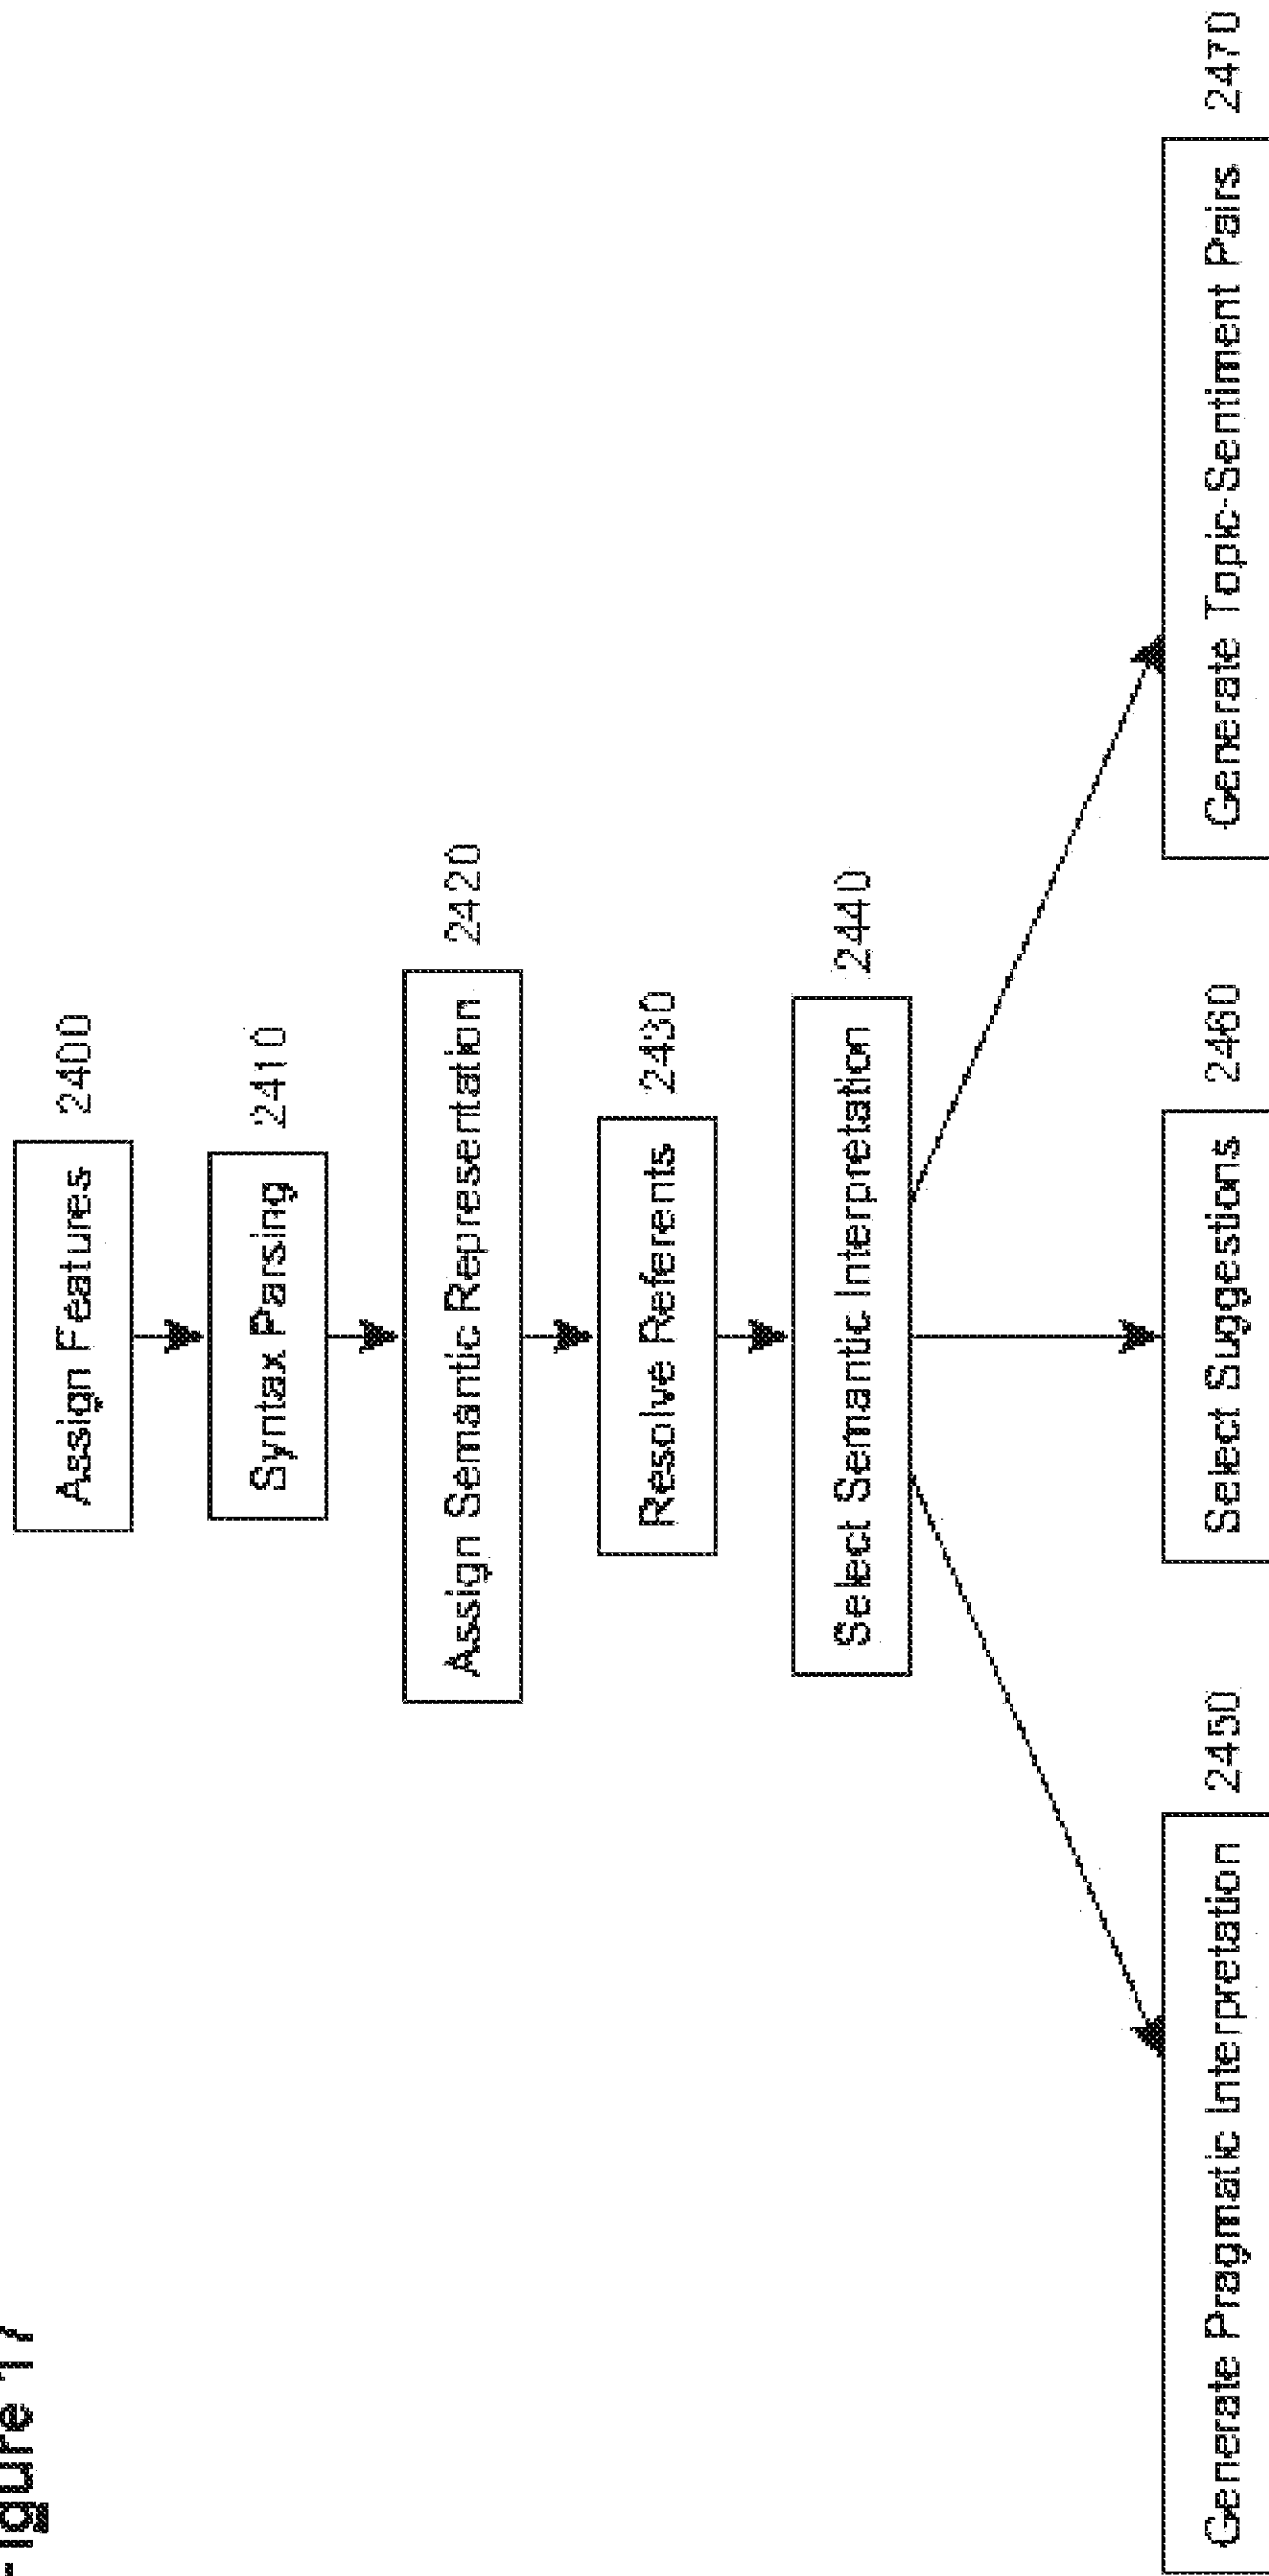 Figure 17
Assign Features 2400
Syntax Parsing 2410
Assign Semantic Representation 2420
Resolve Referents 2430
Select Semantic Interpretation 2440
Generate Pragmatic Interpretation 2450
Select Suggestions 2460
Generate Topic-Sentiment Pairs 2470